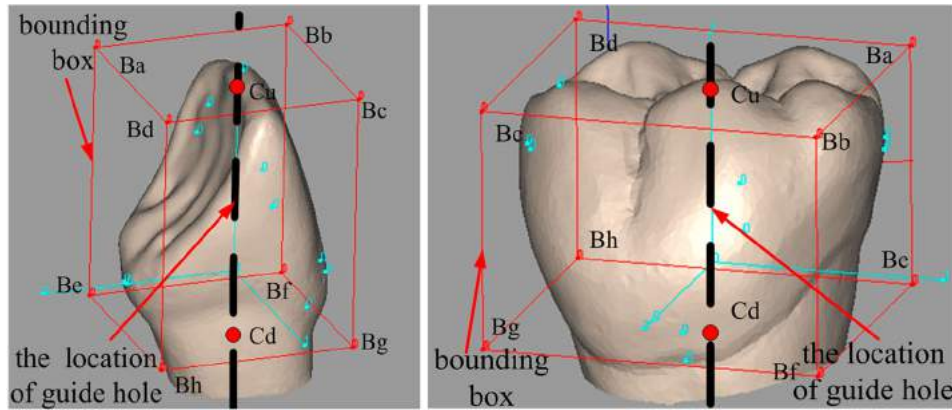 bounding
box
Ba
Bb
Bc
Bd
Cu
Be
Bf
Cd
Bg
Bh
the location
of guide hole
Bd
Ba
Cu
Bc
Bb
Bh
Be
Cd
Bg
Bf
bounding
box
the location
of guide hole